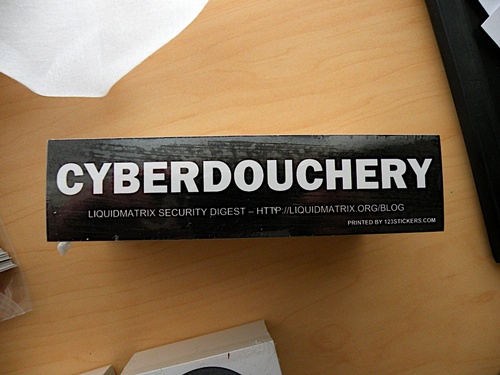 CYBERDOUCHERY
LIQUIDMATRIX SECURITY DIGEST – HTTP://LIQUIDMATRIX.ORG/BLOG
PRINTED BY 123STICKERS.COM